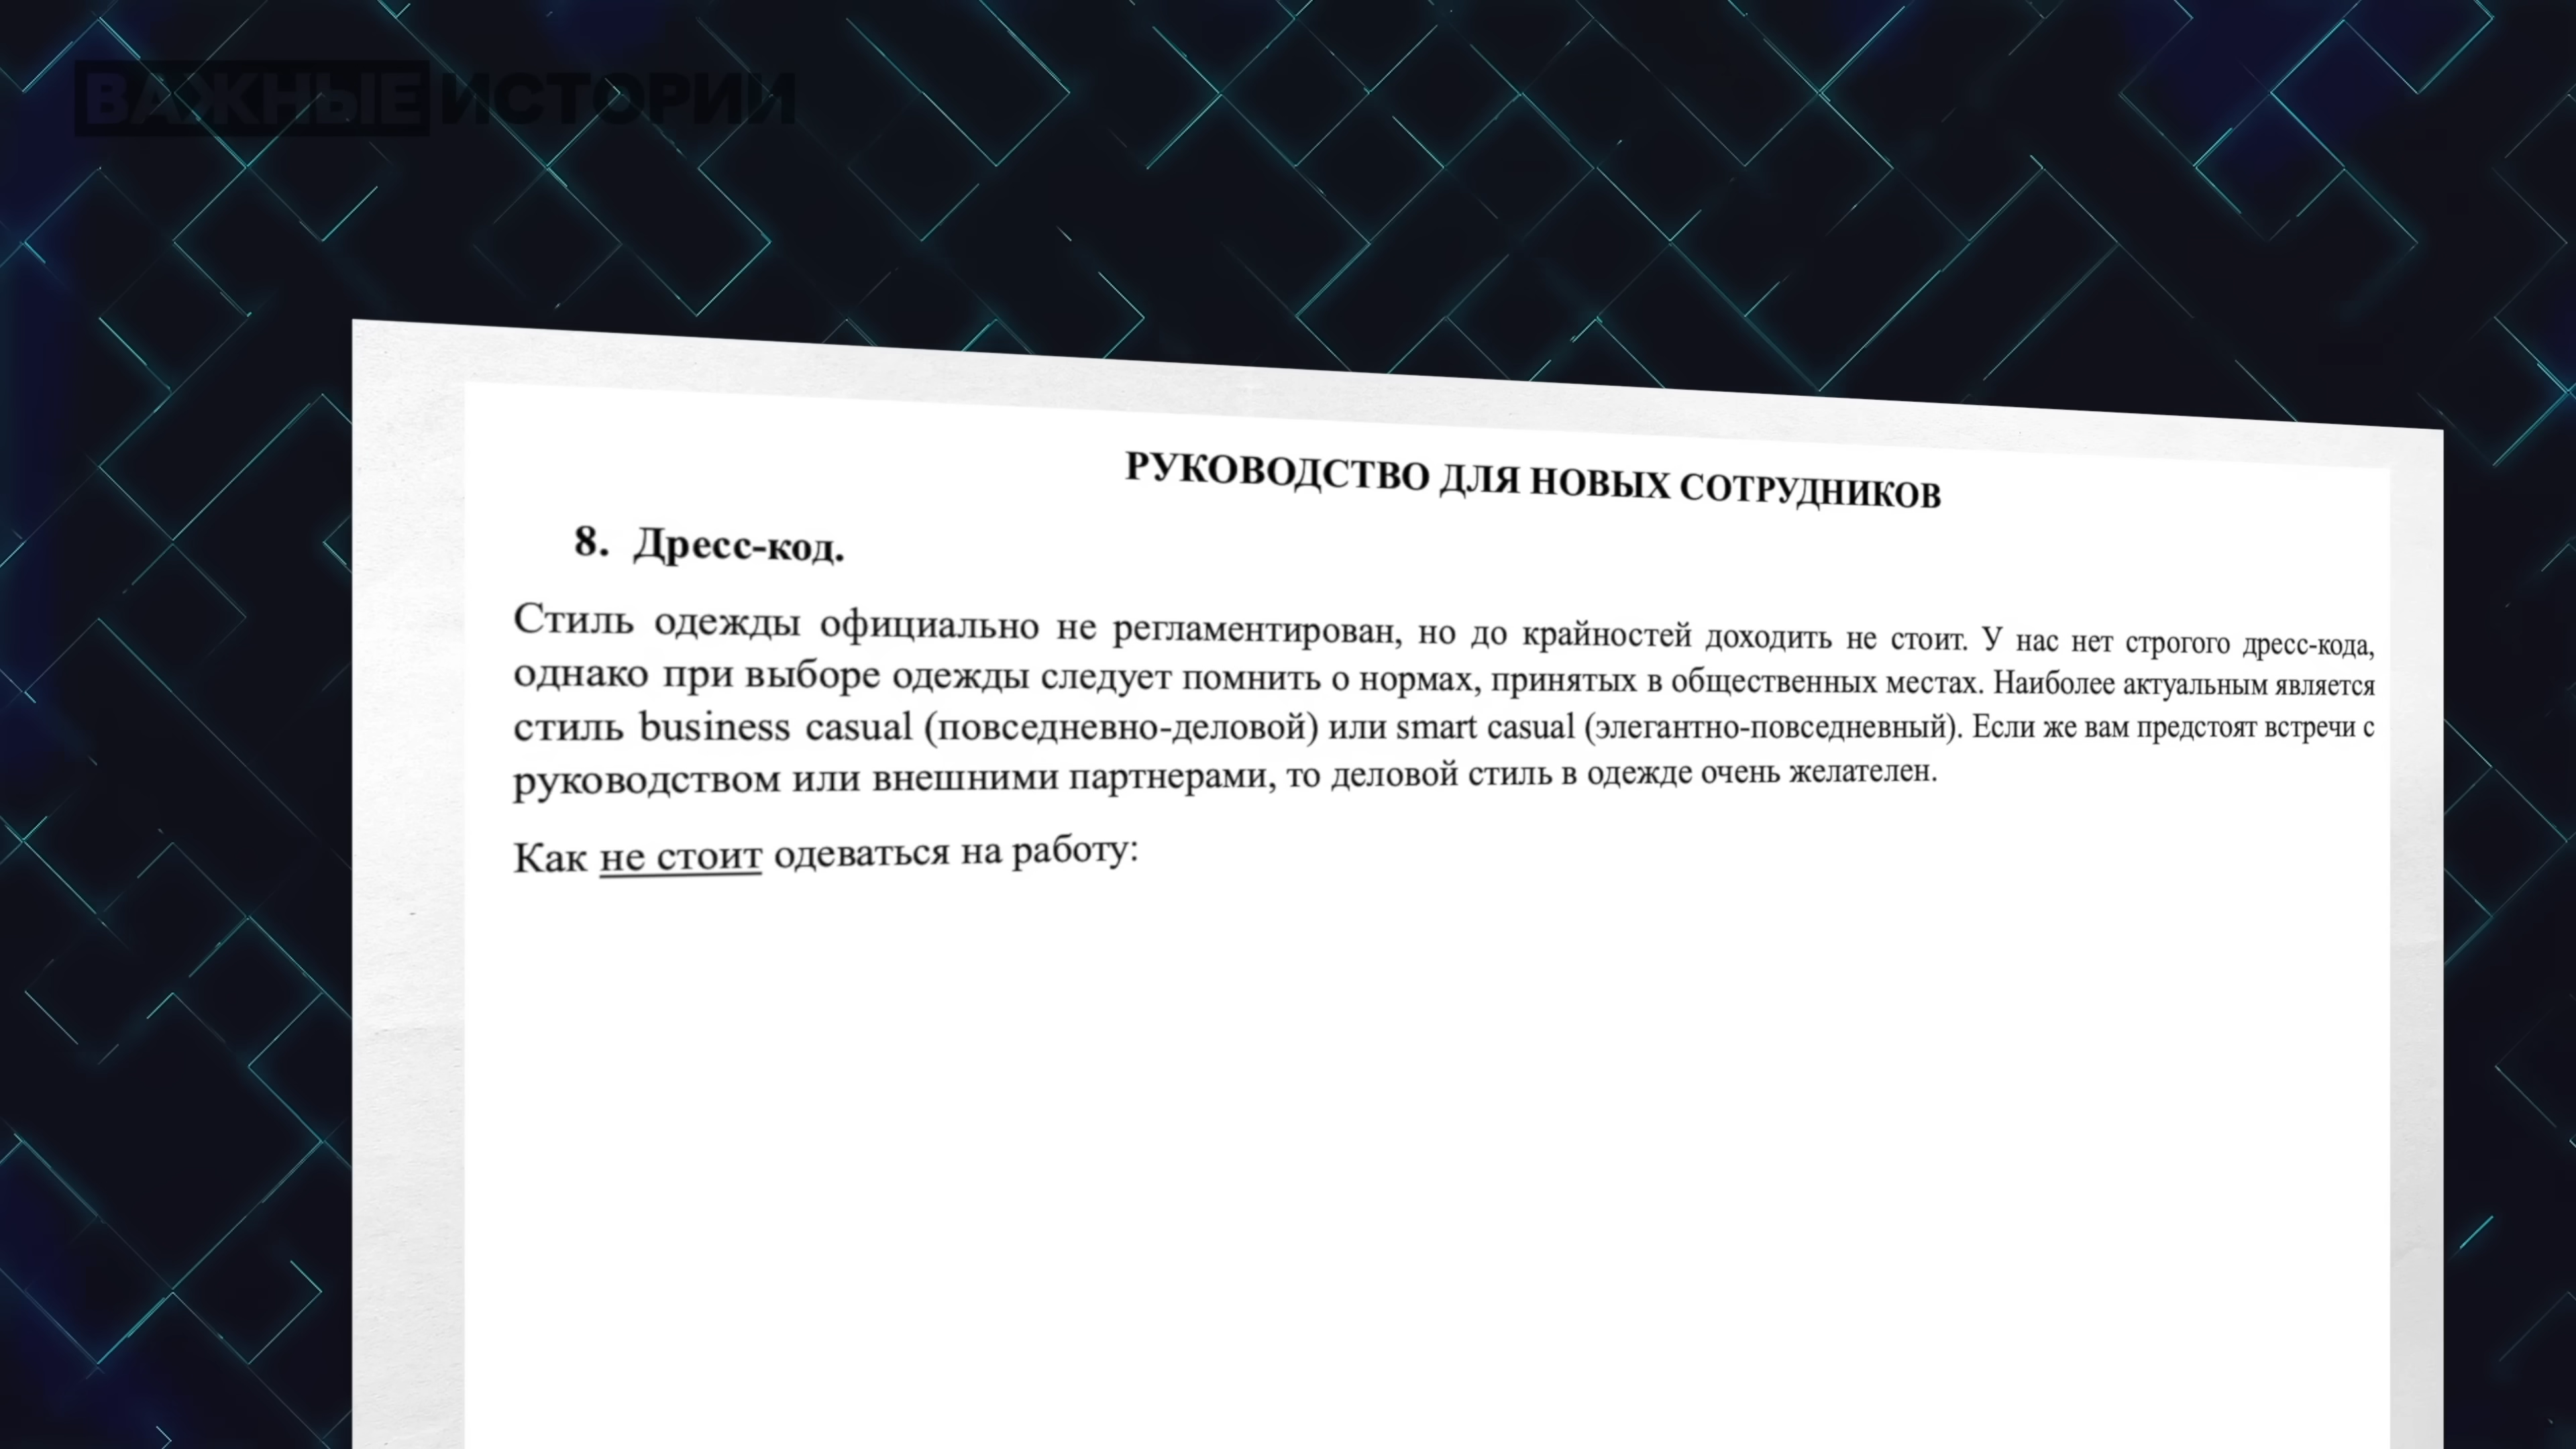 ВАЖНЫЕ ИСТОРИИ
РУКОВОДСТВО ДЛЯ НОВЫХ СОТРУДНИКОВ
8. Дресс-код.
Стиль одежды официально не регламентирован, но до крайностей доходить не стоит. У нас нет строгого дресс-кода,
однако при выборе одежды следует помнить о нормах, принятых в общественных местах. Наиболее актуальным является
стиль business casual (повседневно-деловой) или smart casual (элегантно-повседневный). Если же вам предстоят встречи с
руководством или внешними партнерами, то деловой стиль в одежде очень желателен.
Как не стоит одеваться на работу: